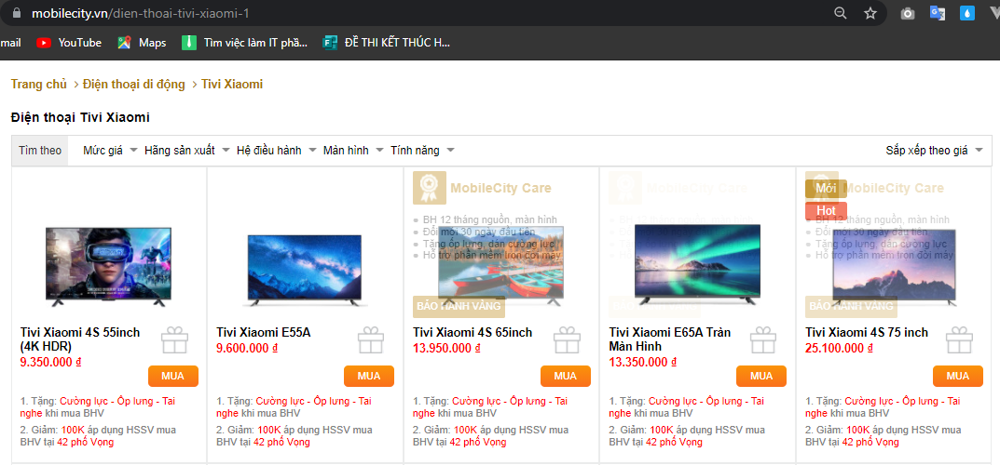 mobilecity.vn/dien-thoai-tivi-xiaomi-1
mail YouTube Maps Tìm việc làm IT phầ... ĐỀ THI KẾT THÚC H...
Trang chủ > Điện thoại di động > Tivi Xiaomi
Điện thoại Tivi Xiaomi
Tìm theo Mức giá Hãng sản xuất Hệ điều hành Màn hình Tính năng Sắp xếp theo giá
Tivi Xiaomi 4S 55inch
(4K HDR)
9.350.000 ₫
MUA
1. Tặng: Cường lực - Ốp lưng - Tai
nghe khi mua BHV
2. Giảm: 100K áp dụng HSSV mua
BHV tại 42 phố Vọng
Tivi Xiaomi E55A
9.600.000 ₫
MUA
1. Tặng: Cường lực - Ốp lưng - Tai
nghe khi mua BHV
2. Giảm: 100K áp dụng HSSV mua
BHV tại 42 phố Vọng
MobileCity Care
BH 12 tháng nguồn, màn hình
Đổi mới 30 ngày đầu tiên
Tặng ốp lưng, dán cường lực
Hỗ trợ phần mềm trọn đời máy
BẢO HÀNH VÀNG
Tivi Xiaomi 4S 65inch
13.950.000 ₫
MUA
1. Tặng: Cường lực - Ốp lưng - Tai
nghe khi mua BHV
2. Giảm: 100K áp dụng HSSV mua
BHV tại 42 phố Vọng
MobileCity Care
Tivi Xiaomi E65A Tràn
Màn Hình
13.350.000 ₫
MUA
1. Tặng: Cường lực - Ốp lưng - Tai
nghe khi mua BHV
2. Giảm: 100K áp dụng HSSV mua
BHV tại 42 phố Vọng
Mới
MobileCity Care
Hot
BH 12 tháng nguồn, màn hình
Đổi mới 30 ngày đầu tiên
Tặng ốp lưng, dán cường lực
Hỗ trợ phần mềm trọn đời máy
BẢO HÀNH VÀNG
Tivi Xiaomi 4S 75 inch
25.100.000 ₫
MUA
1. Tặng: Cường lực - Ốp lưng - Tai
nghe khi mua BHV
2. Giảm: 100K áp dụng HSSV mua
BHV tại 42 phố Vọng